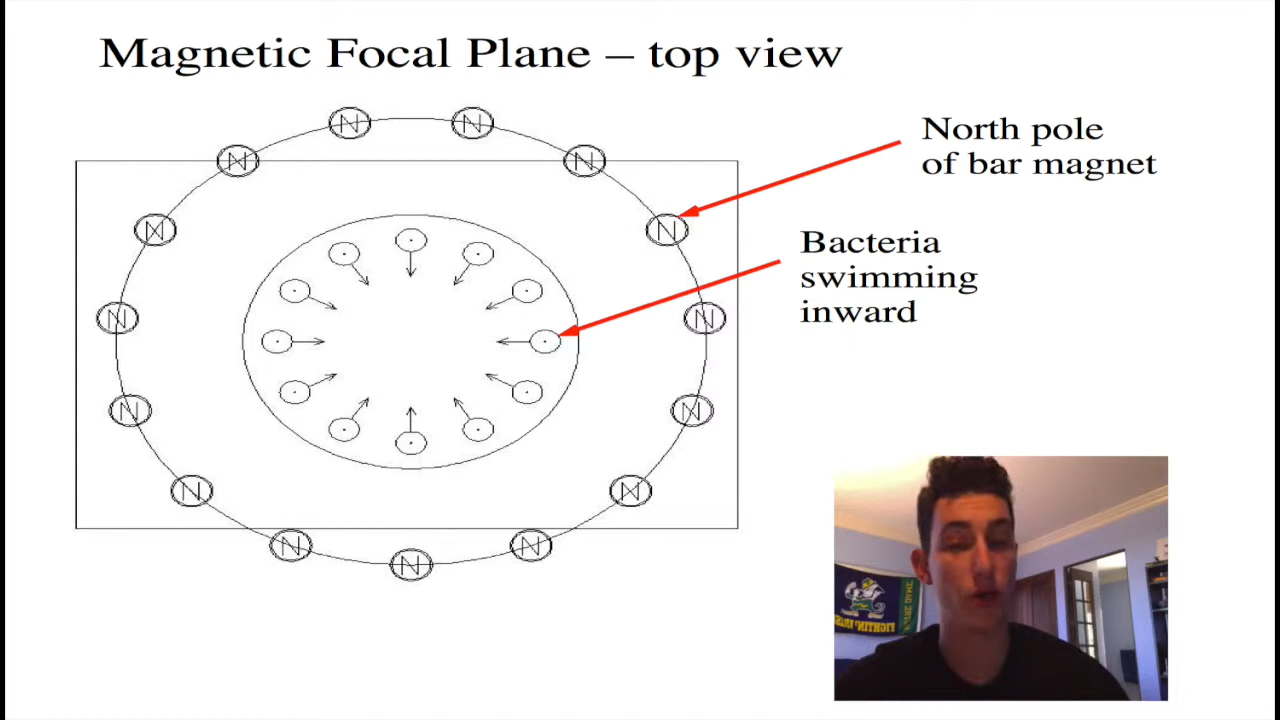 Magnetic Focal Plane – top view
N N
N N
N N
N N
N N
N N
N N
N
North pole
of bar magnet
Bacteria
swimming
inward